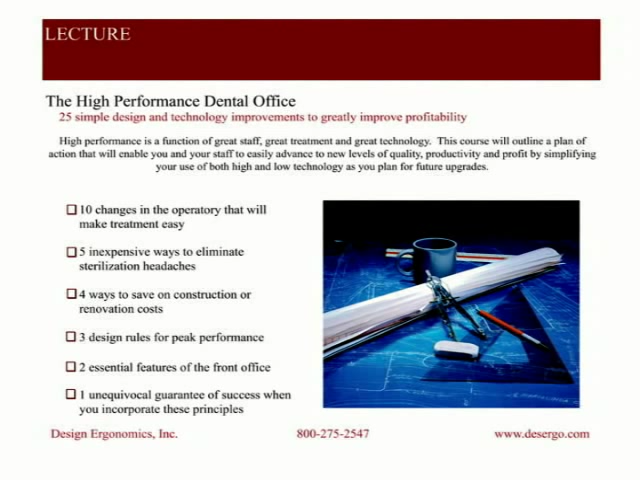 LECTURE
The High Performance Dental Office
25 simple design and technology improvements to greatly improve profitability
High performance is a function of great staff, great treatment and great technology. This course will outline a plan of
action that will enable you and your staff to easily advance to new levels of quality, productivity and profit by simplifying
your use of both high and low technology as you plan for future upgrades.
10 changes in the operatory that will
make treatment easy
5 inexpensive ways to eliminate
sterilization headaches
4 ways to save on construction or
renovation costs
3 design rules for peak performance
2 essential features of the front office
1 unequivocal guarantee of success when
you incorporate these principles
Design Ergonomics, Inc. 800-275-2547 www.desergo.com